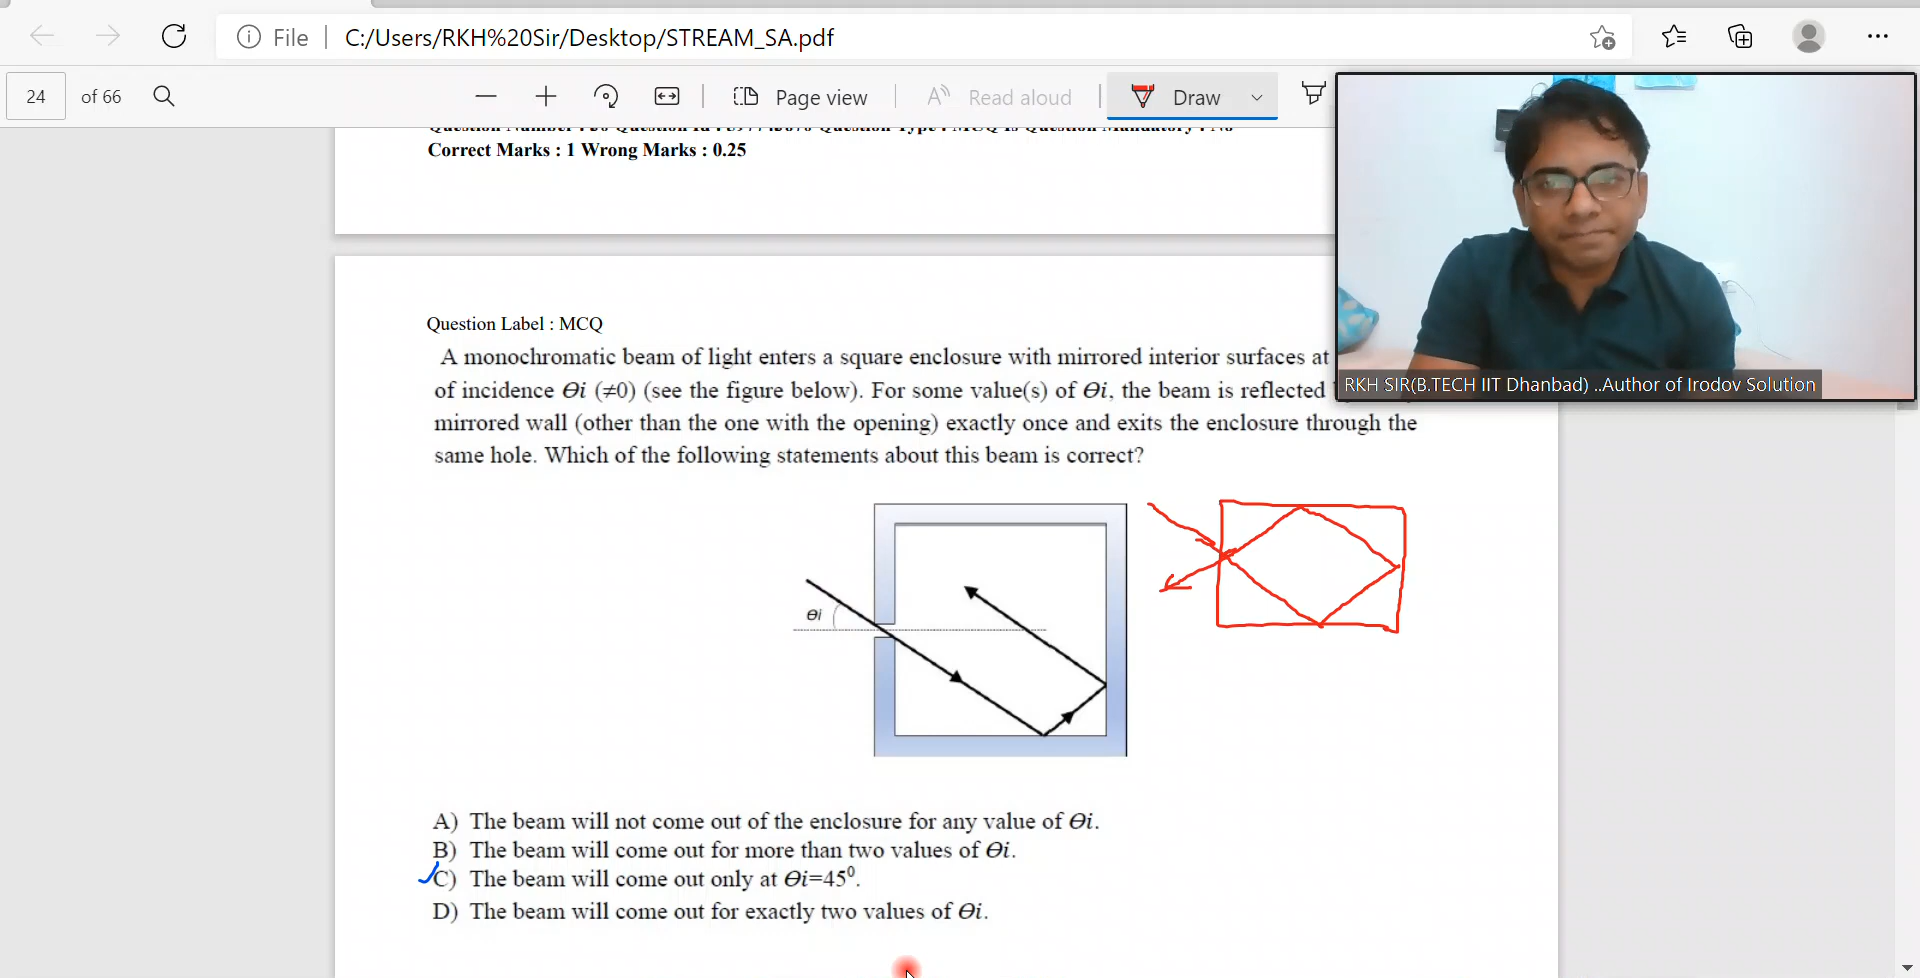 File
C:/Users/RKH%20Sir/Desktop/STREAM_SA.pdf
24 of 66
Page view
Read aloud
Draw
Correct Marks : 1 Wrong Marks : 0.25
Question Label : MCQ
A monochromatic beam of light enters a square enclosure with mirrored interior surfaces at
of incidence Θi (≠0) (see the figure below). For some value(s) of Θi, the beam is reflected
mirrored wall (other than the one with the opening) exactly once and exits the enclosure through the
same hole. Which of the following statements about this beam is correct?
RKH SIR(B.TECH IIT Dhanbad) ..Author of Irodov Solution
Θi
A) The beam will not come out of the enclosure for any value of Θi.
B) The beam will come out for more than two values of Θi.
C) The beam will come out only at Θi=45⁰.
D) The beam will come out for exactly two values of Θi.